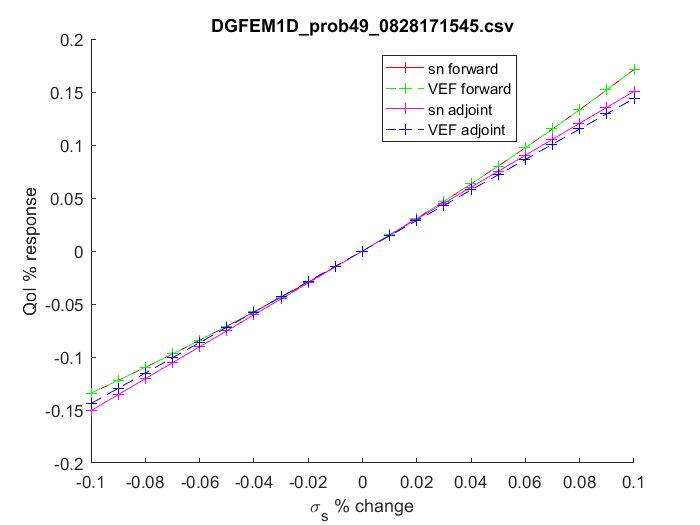 DGFEM1D_prob49_0828171545.csv
sn forward
VEF forward
sn adjoint
VEF adjoint
0.2
0.15
0.1
0.05
0
-0.05
-0.1
-0.15
-0.2
QoI % response
-0.1 -0.08 -0.06 -0.04 -0.02 0 0.02 0.04 0.06 0.08 0.1
σs % change